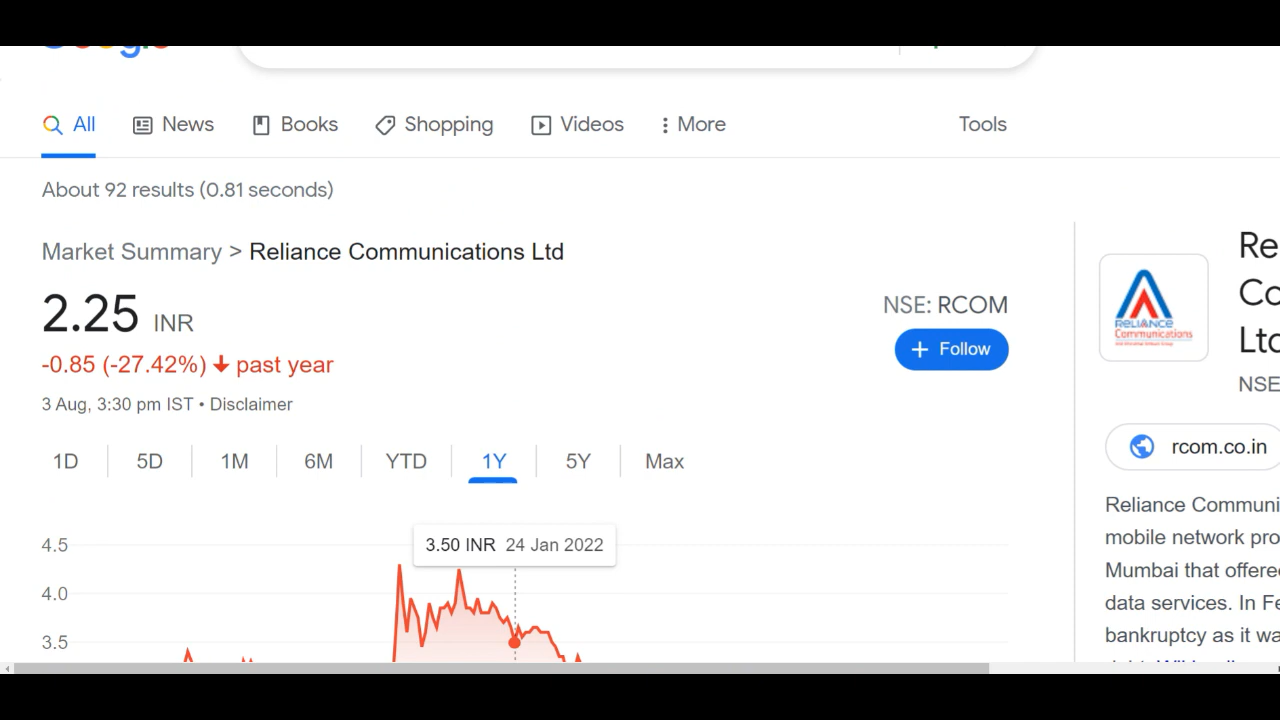 All
News
Books
Shopping
Videos
More
Tools
About 92 results (0.81 seconds)
Market Summary > Reliance Communications Ltd
2.25 INR
-0.85 (-27.42%) past year
3 Aug, 3:30 pm IST • Disclaimer
NSE: RCOM
+ Follow
1D
5D
1M
6M
YTD
1Y
5Y
Max
3.50 INR 24 Jan 2022
4.5
4.0
3.5
RELIANCE
Communications
Re
Co
Ltd
NSE
rcom.co.in
Reliance Communi
mobile network pro
Mumbai that offere
data services. In Fe
bankruptcy as it wa